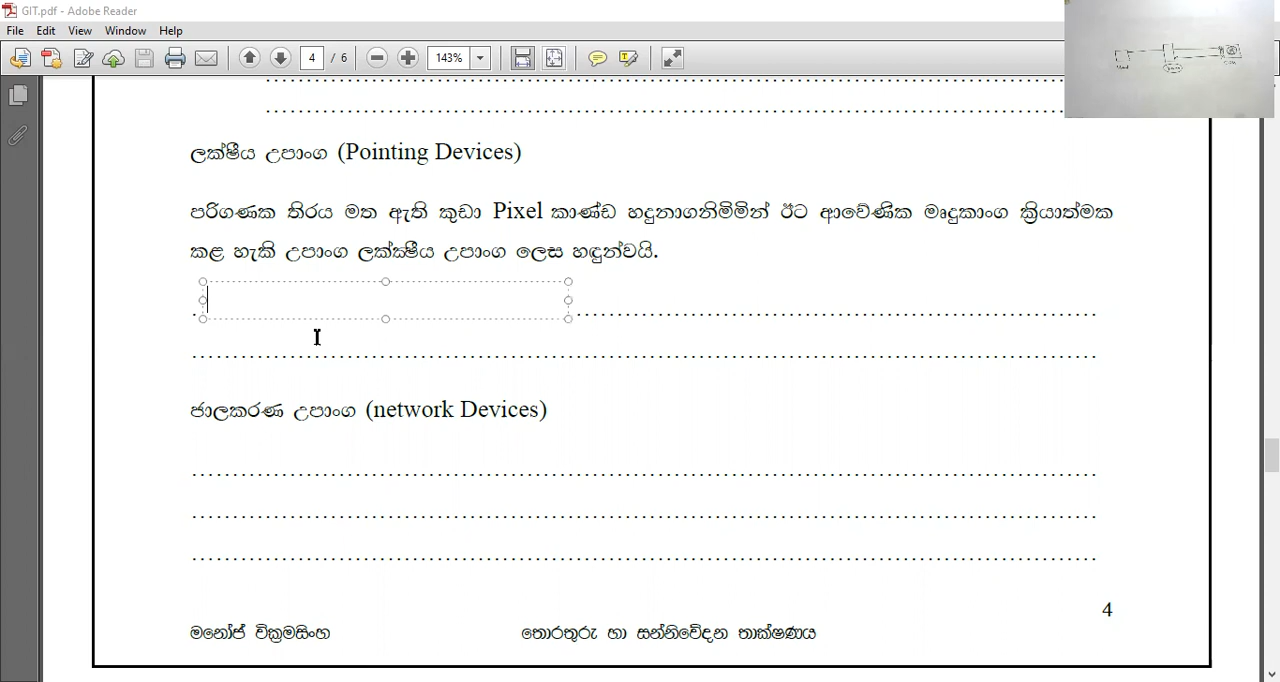 GIT.pdf - Adobe Reader
File Edit View Window Help
4 / 6 143%
ලක්ෂීය උපාංග (Pointing Devices)
පරිගණක තිරය මත ඇති කුඩා Pixel කාණ්ඩ හදුනාගනිමිමින් ඊට ආවේණික මෘදුකාංග ක්‍රියාත්මක
කළ හැකි උපාංග ලක්ක්ෂීය උපාංග ලෙස හඳුන්වයි.
ජාලකරණ උපාංග (network Devices)
4
මනෝජ් වික්‍රමසිංහ තොරතුරු හා සන්නිවේදන තාක්ෂණය